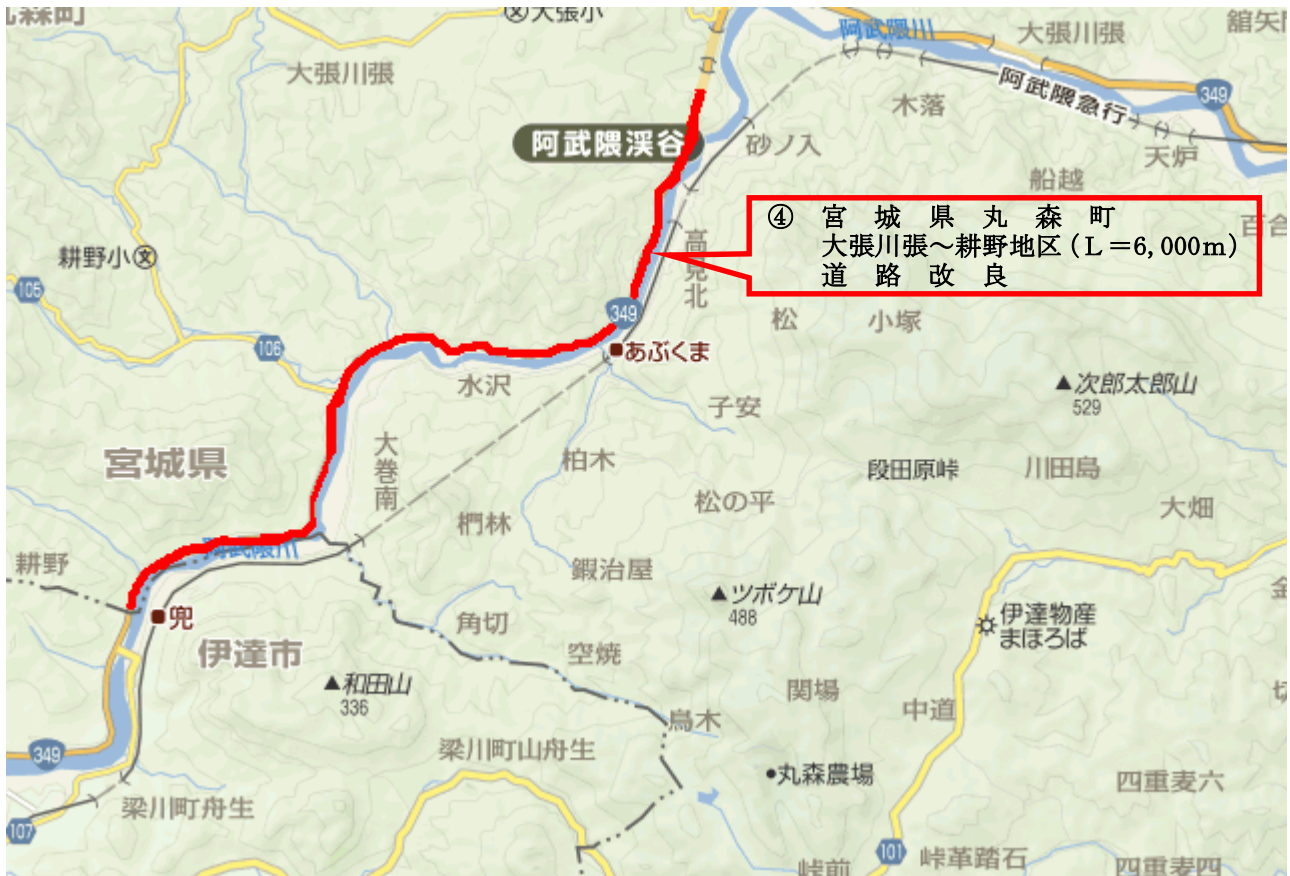 大張小
大張川張
阿武隈川
大張川張
阿武隈急行
349
木落
天炉
船越
阿武隈渓谷
砂ノ入
④ 宮城県丸森町
大張川張～耕野地区（L＝6,000m）
道路改良
高見北
百合
耕野小
106
106
349
あぶくま
松
小塚
水沢
子安
次郎太郎山
529
宮城県
大巻南
柏木
松の平
段田原峠
川田島
大畑
椚林
耕野
阿武隈川
鍛治屋
ツボケ山
488
兜
角切
空焼
伊達物産
まほろば
伊達市
和田山
336
関場
中道
鳥木
349
梁川町山舟生
丸森農場
四重麦六
梁川町舟生
107
101
峠前
峠革踏石
四重麦四